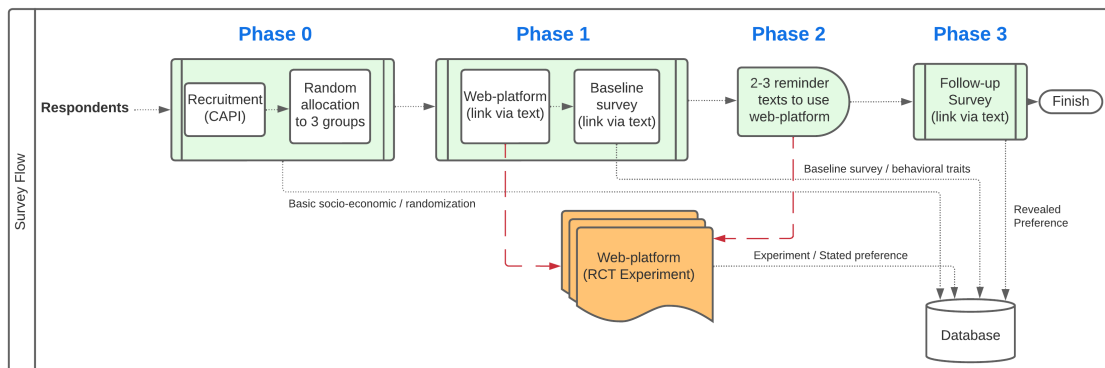 Phase 0
Phase 1
Phase 2
Phase 3
Survey Flow
Respondents
Recruitment
(CAPI)
Random
allocation
to 3 groups
Web-platform
(link via text)
Baseline
survey
(link via text)
2-3 reminder
texts to use
web-platform
Follow-up
Survey
(link via text)
Finish
Baseline survey / behavioral traits
Basic socio-economic / randomization
Revealed
Preference
Web-platform
(RCT Experiment)
Experiment / Stated preference
Database